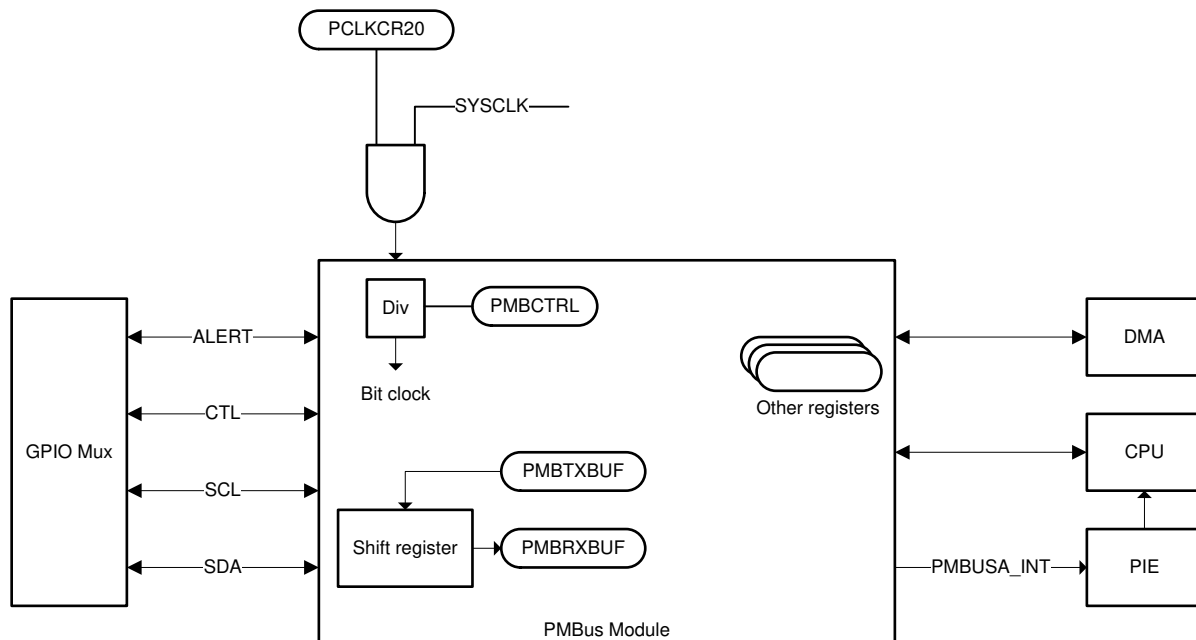 PCLKCR20
SYSCLK
Div
PMBCTRL
ALERT
DMA
Bit clock
Other registers
CTL
GPIO Mux
CPU
PMBTXBUF
SCL
Shift register
PMBRXBUF
SDA
PMBUSA_INT
PIE
PMBus Module